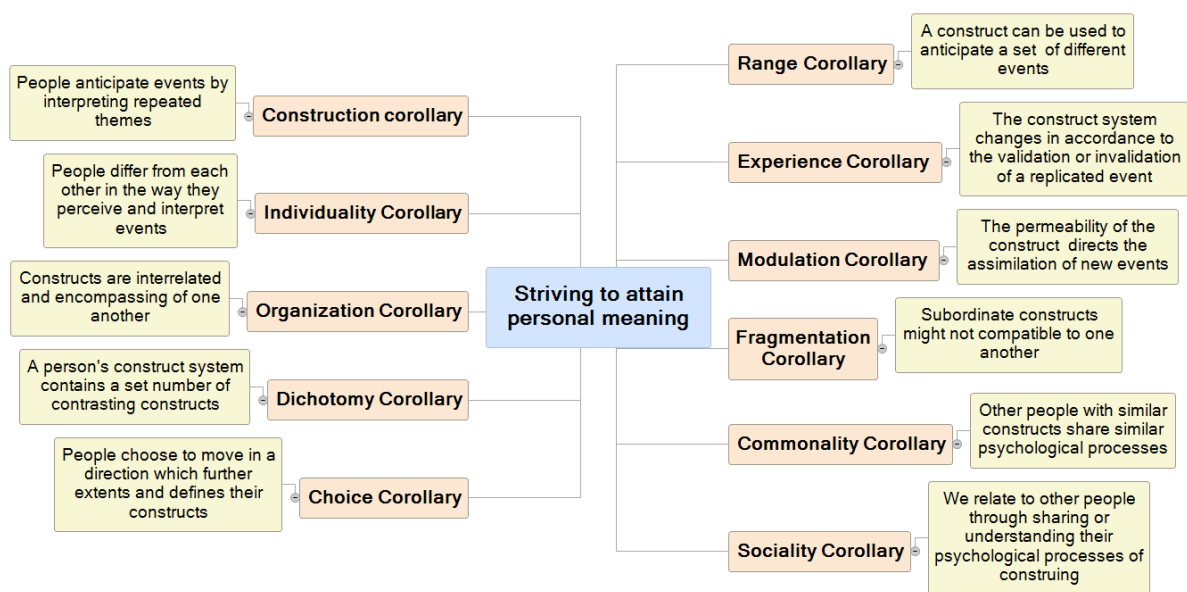 People anticipate events by
interpreting repeated
themes
Construction corollary
People differ from each
other in the way they
perceive and interpret
events
Individuality Corollary
Constructs are interrelated
and encompassing of one
another
Organization Corollary
A person's construct system
contains a set number of
contrasting constructs
Dichotomy Corollary
People choose to move in a
direction which further
extents and defines their
constructs
Choice Corollary
Striving to attain
personal meaning
Range Corollary
A construct can be used to
anticipate a set of different
events
Experience Corollary
The construct system
changes in accordance to
the validation or invalidation
of a replicated event
Modulation Corollary
The permeability of the
construct directs the
assimilation of new events
Fragmentation
Corollary
Subordinate constructs
might not compatible to one
another
Commonality Corollary
Other people with similar
constructs share similar
psychological processes
Sociality Corollary
We relate to other people
through sharing or
understanding their
psychological processes of
construing